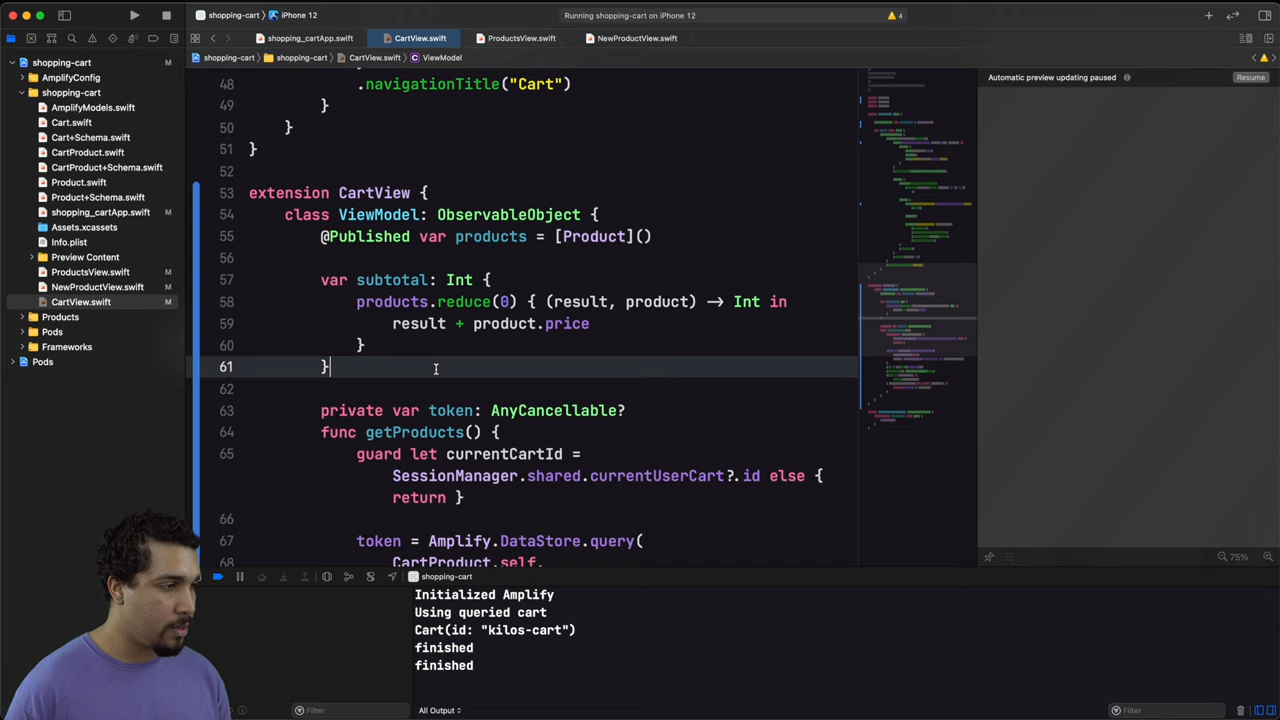 shopping-cart
iPhone 12
Running shopping-cart on iPhone 12
4
shopping_cartApp.swift
CartView.swift
ProductsView.swift
NewProductView.swift
shopping-cart
shopping-cart
CartView.swift
C ViewModel
shopping-cart M
AmplifyConfig
shopping-cart
AmplifyModels.swift
Cart.swift
Cart+Schema.swift
CartProduct.swift
CartProduct+Schema.swift
Product.swift
Product+Schema.swift
shopping_cartApp.swift M
Assets.xcassets
Info.plist
Preview Content
ProductsView.swift M
NewProductView.swift M
CartView.swift M
Products
Pods
Frameworks
Pods
48 .navigationTitle("Cart")
49 }
50 }
51 }
52
53 extension CartView {
54 class ViewModel: ObservableObject {
55 @Published var products = [Product]()
56
57 var subtotal: Int {
58 products.reduce(0) { (result, product) -> Int in
59 result + product.price
60 }
61 }
62
63 private var token: AnyCancellable?
64 func getProducts() {
65 guard let currentCartId =
SessionManager.shared.currentUserCart?.id else {
return }
66
67 token = Amplify.DataStore.query(
68 CartProduct.self,
Automatic preview updating paused
Resume
75%
shopping-cart
Initialized Amplify
Using queried cart
Cart(id: "kilos-cart")
finished
finished
Filter
All Output
Filter